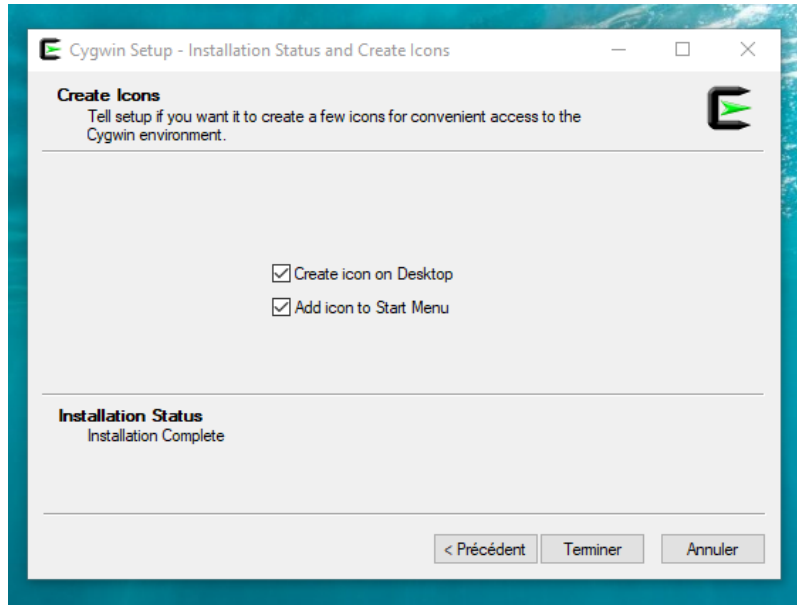 Cygwin Setup - Installation Status and Create Icons
Create Icons
Tell setup if you want it to create a few icons for convenient access to the
Cygwin environment.
Create icon on Desktop
Add icon to Start Menu
Installation Status
Installation Complete
< Précédent
Terminer
Annuler